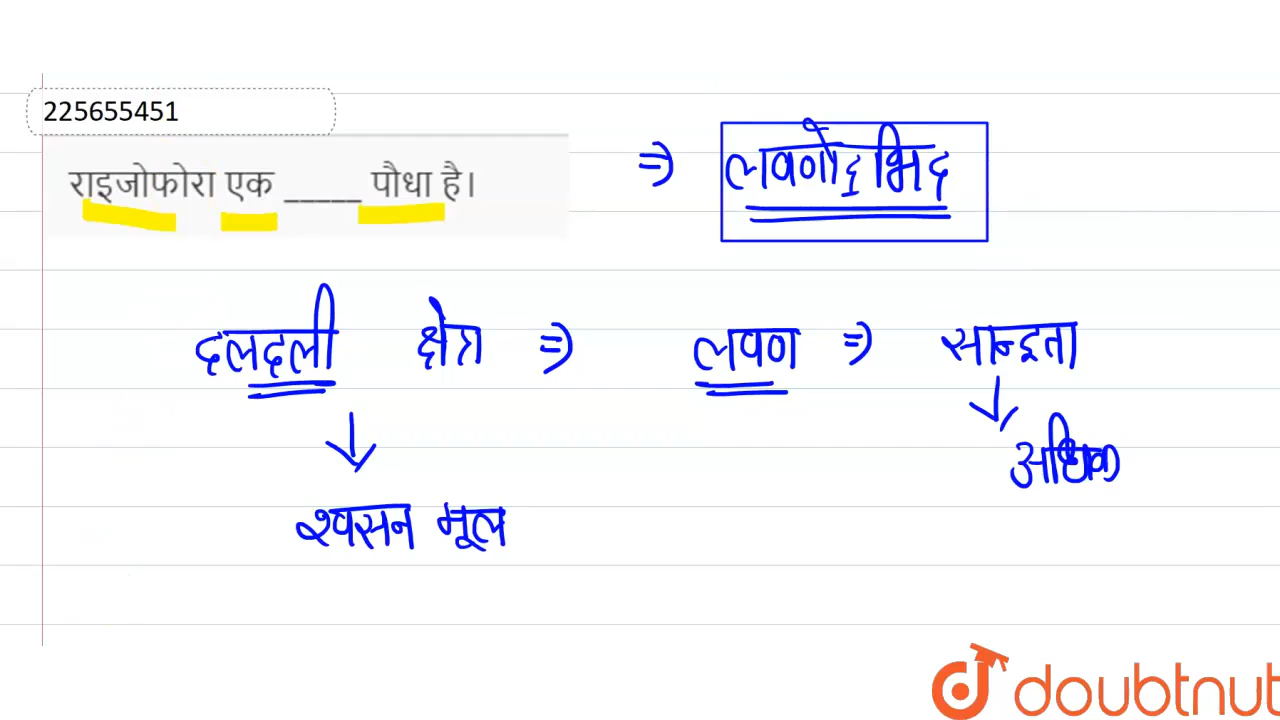 225655451
राइजोफोरा एक _____ पौधा है।
⇒ लवणोद्भिद
दलदली क्षेत्र ⇒ लवण ⇒ सान्द्रता
↓ ↓
अधिक
श्वसन मूल
doubtnut